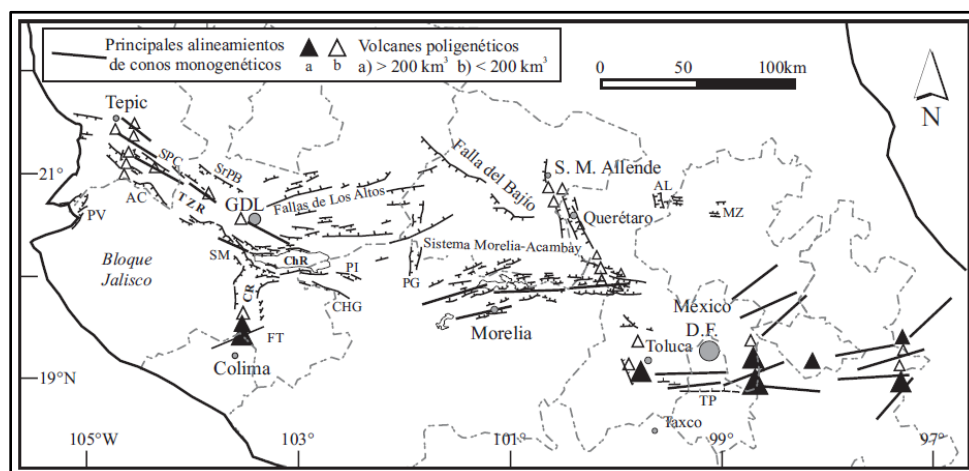 Principales alineamientos
de conos monogenéticos
a b
Volcanes poligenéticos
a) > 200 km³ b) < 200 km³
0 50 100km
N
Tepic
SPC
SrPB
21°
AC
TZR
GDL
Fallas de Los Altos
Falla del Bajío
S. M. Allende
Querétaro
AL
MZ
PV
Bloque
Jalisco
SM
ChR
PI
Sistema Morelia-Acambay
PG
CR
CHG
FT
Colima
Morelia
México
D.F.
Toluca
TP
Taxco
19°N
105°W 103° 101° 99° 97°